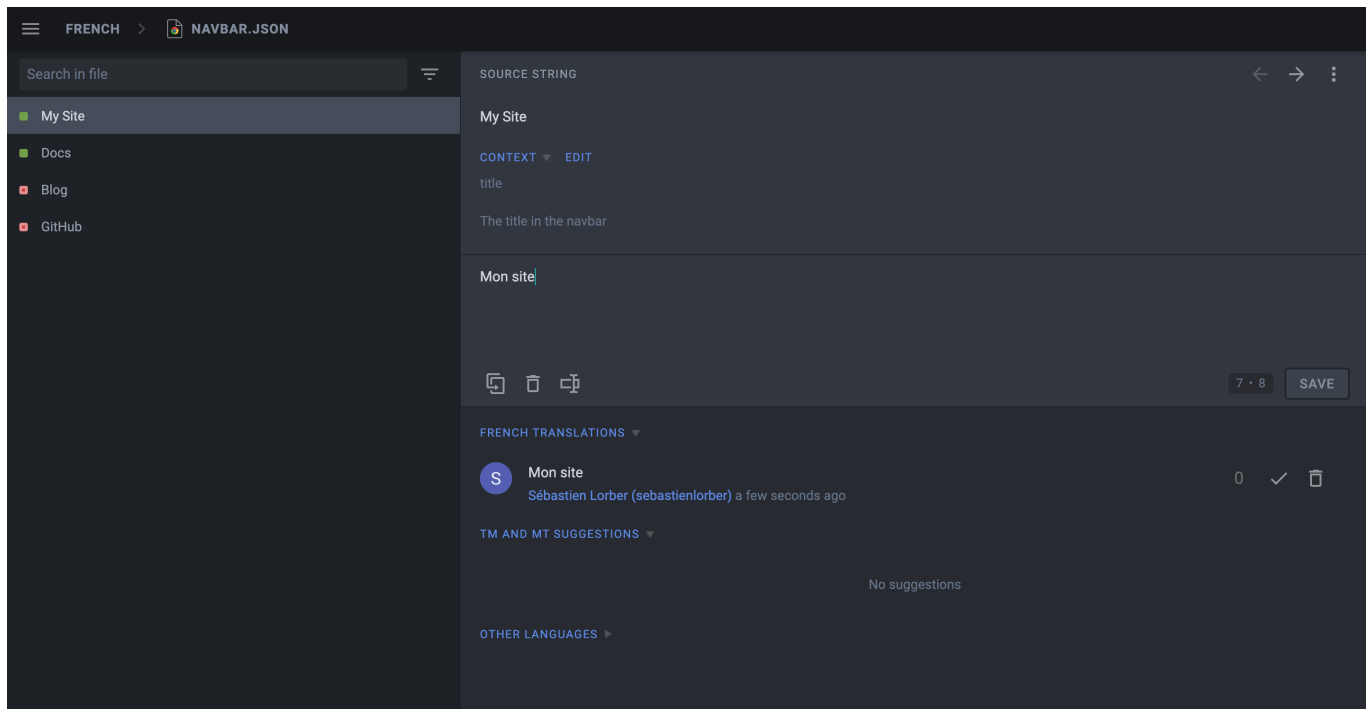 FRENCH > NAVBAR.JSON
Search in file
My Site
Docs
Blog
GitHub
SOURCE STRING
My Site
CONTEXT EDIT
title
The title in the navbar
Mon site
7 • 8 SAVE
FRENCH TRANSLATIONS
S
Mon site
0
Sébastien Lorber (sebastienlorber) a few seconds ago
TM AND MT SUGGESTIONS
No suggestions
OTHER LANGUAGES